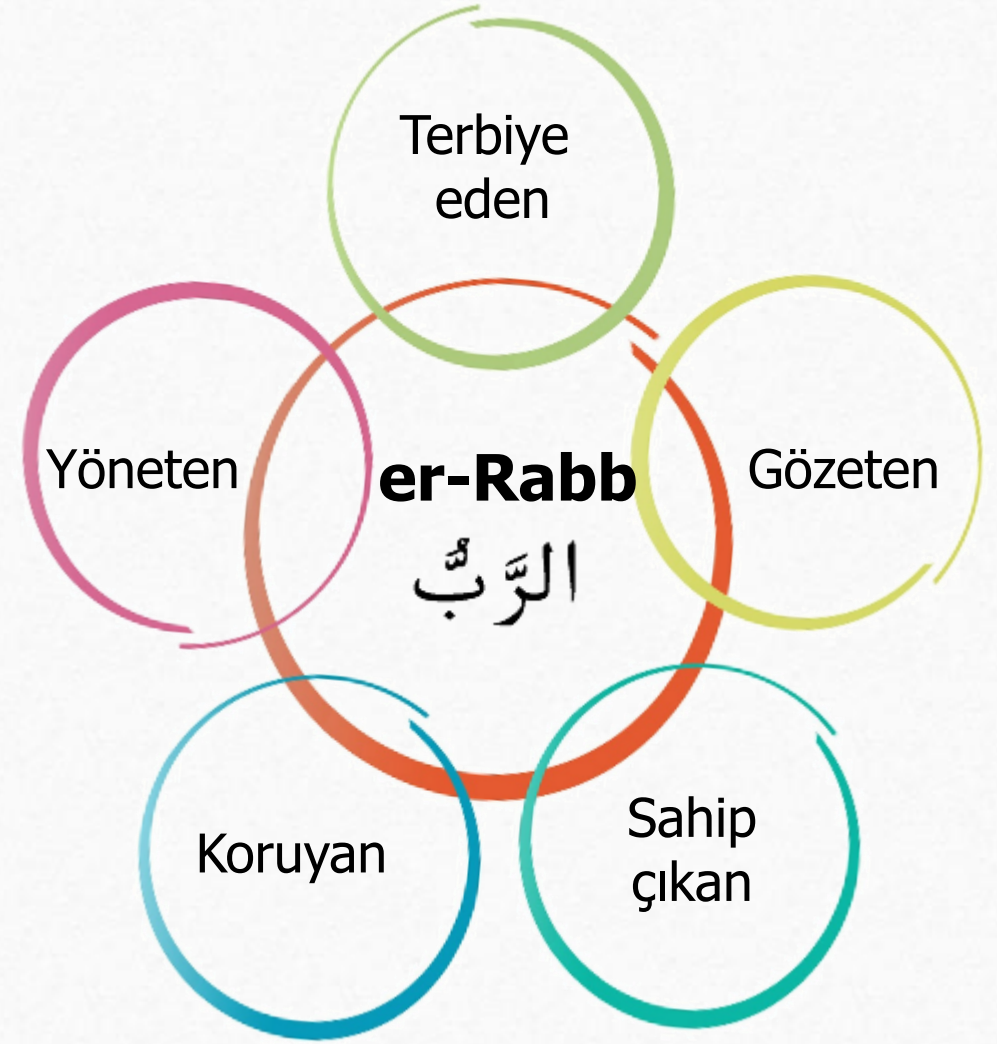 Terbiye
eden
Yöneten
er-Rabb
الرَّبُّ
Gözeten
Koruyan
Sahip
çıkan